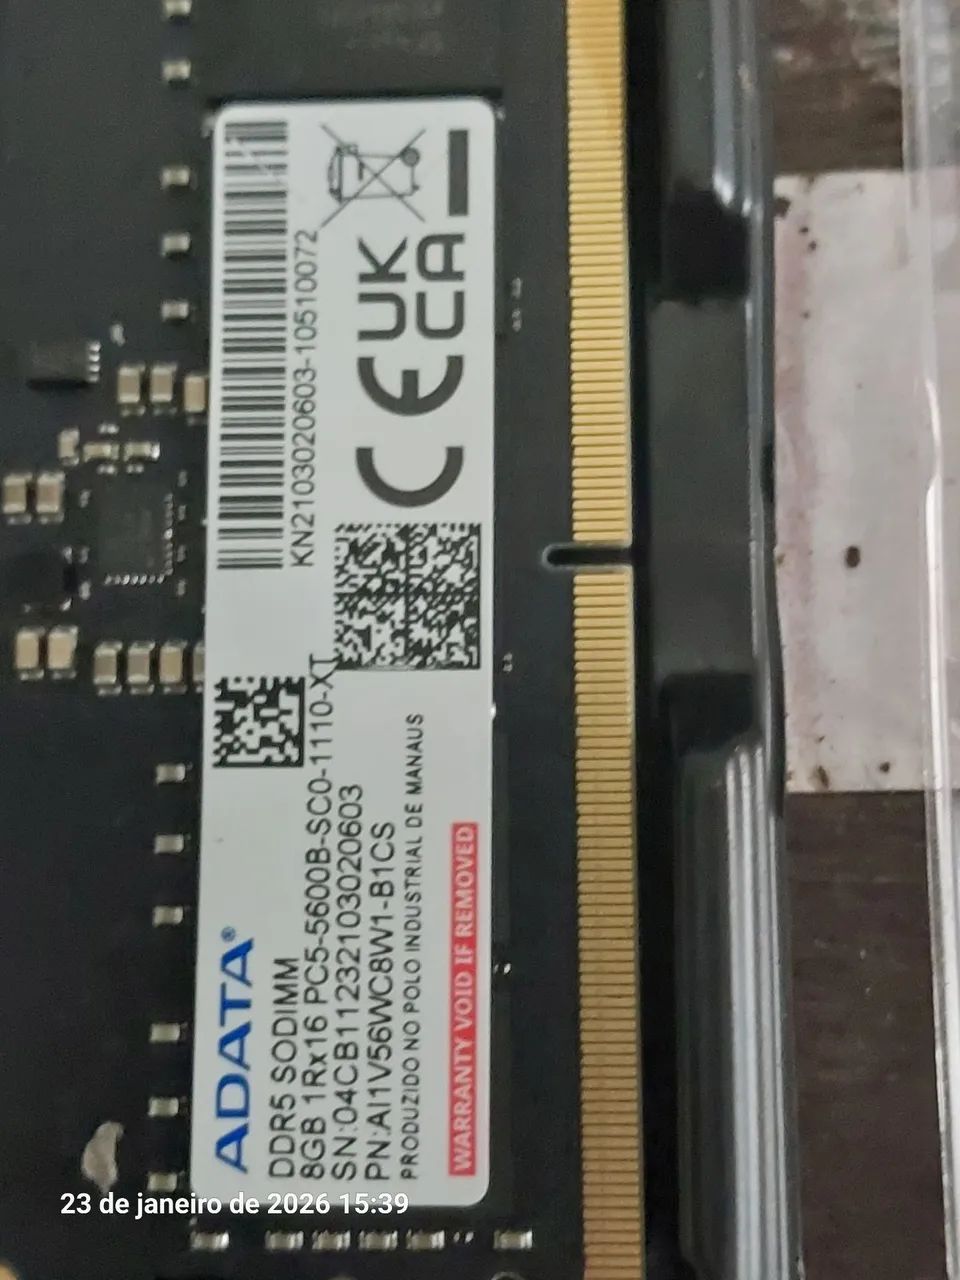 ADATA®
DDR5 SODIMM
8GB 1Rx16 PC5-5600B-SC0-1110-XT
SN:04CB11232103020603
PN:AI1V56WC8W1-B1CS
PRODUZIDO NO POLO INDUSTRIAL DE MANAUS
WARRANTY VOID IF REMOVED
KN2103020603-10510072
CE
UK
CA
23 de janeiro de 2026 15:39